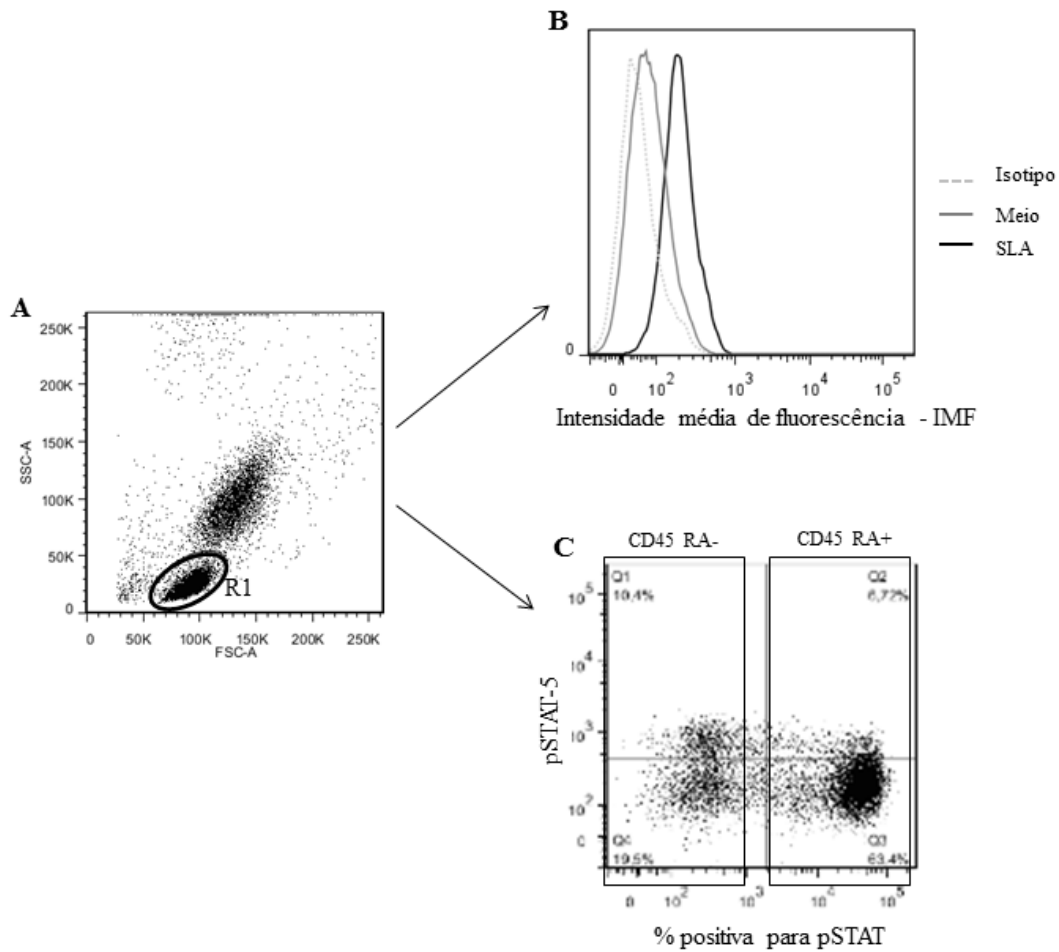 A
250K
200K
150K
100K
50K
0
SSC-A
R1
0 50K 100K 150K 200K 250K
FSC-A
B
0
0 10² 10³ 10⁴ 10⁵
Intensidade média de fluorescência - IMF
Isotipo
Meio
SLA
C
CD45 RA-
CD45 RA+
Q1
10,4%
Q2
6,72%
10⁵
10⁴
10³
10²
0
pSTAT-5
Q4
19,5%
Q3
63,4%
0 10² 10³ 10⁴ 10⁵
% positiva para pSTAT